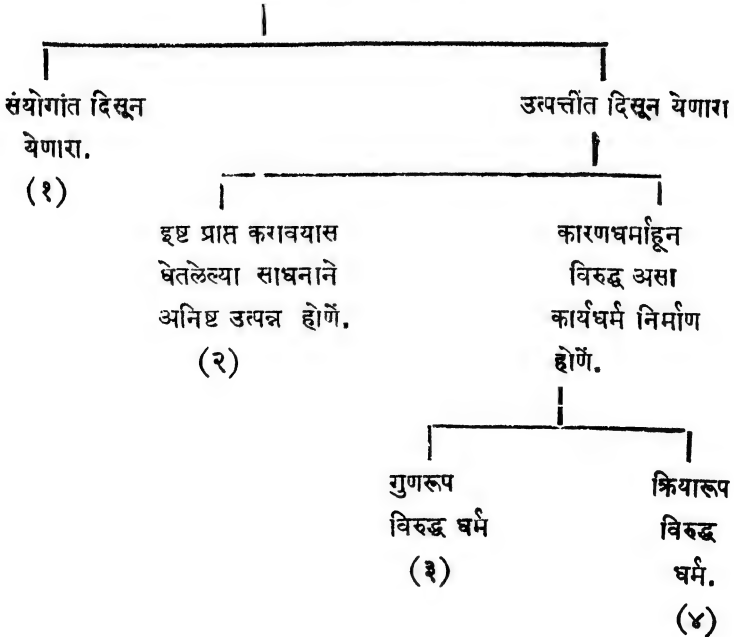 संयोगांत दिसून
येणारा.
(१)
उत्पत्तींत दिसून येणारा
इष्ट प्राप्त करावयास
घेतलेल्या साधनाने
अनिष्ट उत्पन्न होणें.
(२)
कारणधर्माहून
विरुद्ध असा
कार्यधर्म निर्माण
होणें.
गुणरूप
विरुद्ध धर्म
(३)
क्रियारूप
विरुद्ध
धर्म.
(४)